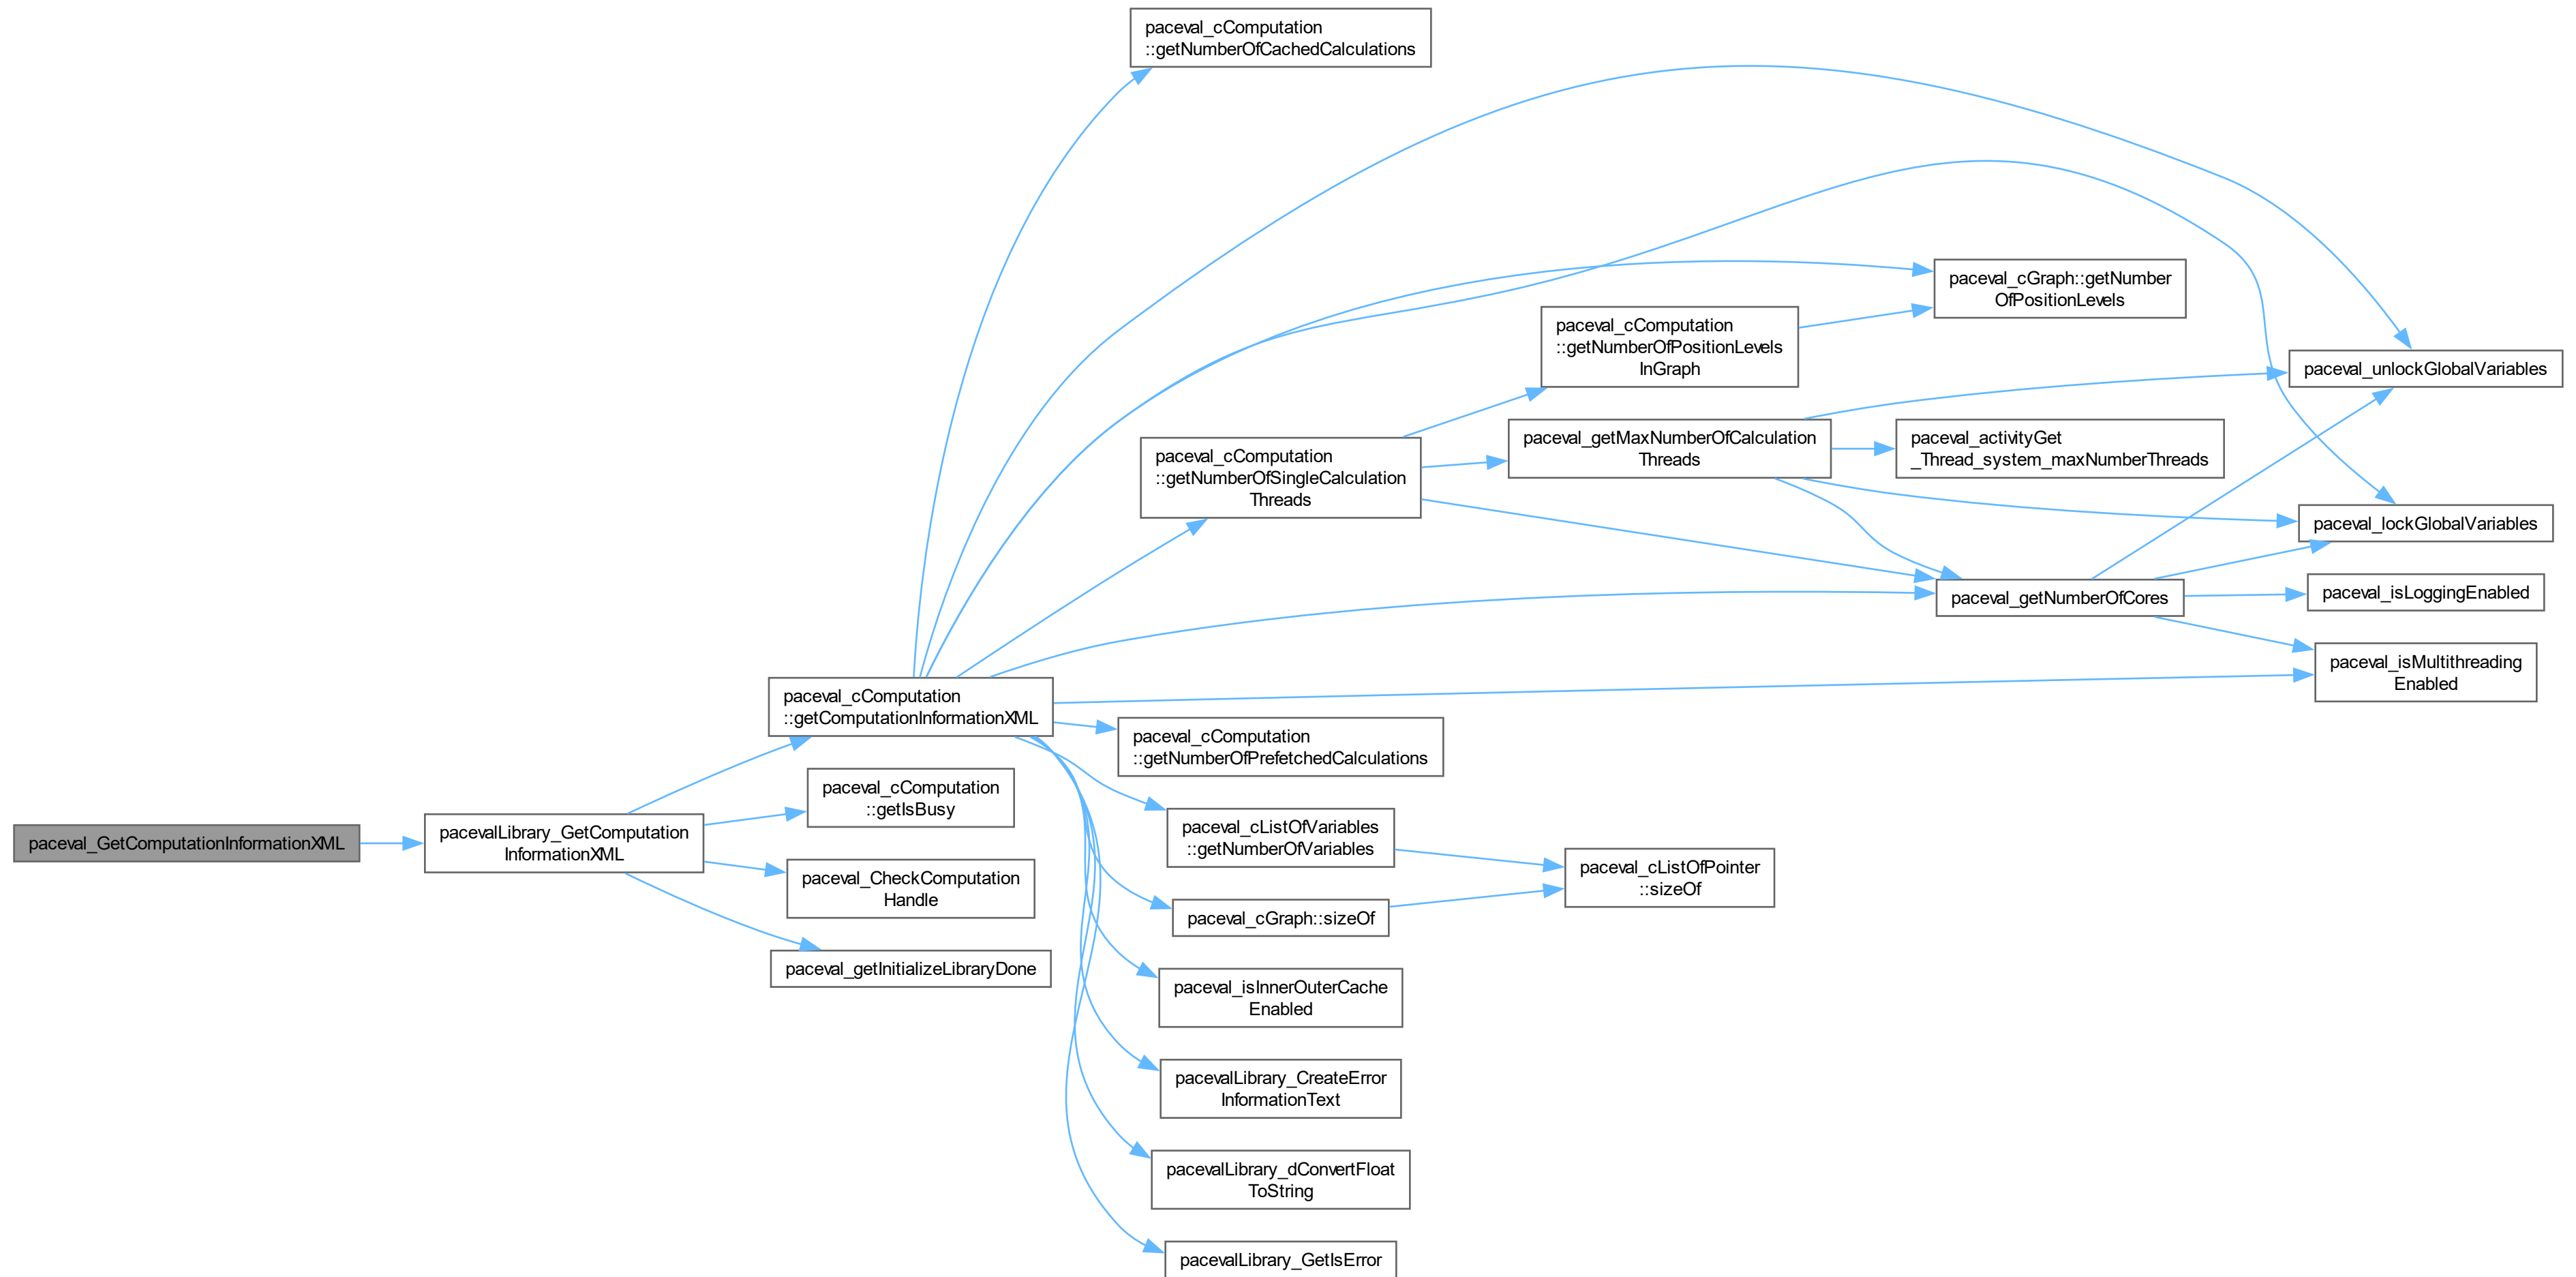 paceval_cComputation
::getNumberOfCachedCalculations
paceval_cGraph::getNumber
OfPositionLevels
paceval_cComputation
::getNumberOfPositionLevels
InGraph
paceval_unlockGlobalVariables
paceval_getMaxNumberOfCalculation
Threads
paceval_activityGet
_Thread_system_maxNumberThreads
paceval_cComputation
::getNumberOfSingleCalculation
Threads
paceval_lockGlobalVariables
paceval_getNumberOfCores
paceval_isLoggingEnabled
paceval_isMultithreading
Enabled
paceval_cComputation
::getComputationInformationXML
paceval_cComputation
::getNumberOfPrefetchedCalculations
paceval_cComputation
::getIsBusy
paceval_cListOfVariables
::getNumberOfVariables
paceval_GetComputationInformationXML
pacevalLibrary_GetComputation
InformationXML
paceval_cListOfPointer
::sizeOf
paceval_CheckComputation
Handle
paceval_cGraph::sizeOf
paceval_getInitializeLibraryDone
paceval_isInnerOuterCache
Enabled
pacevalLibrary_CreateError
InformationText
pacevalLibrary_dConvertFloat
ToString
pacevalLibrary_GetIsError